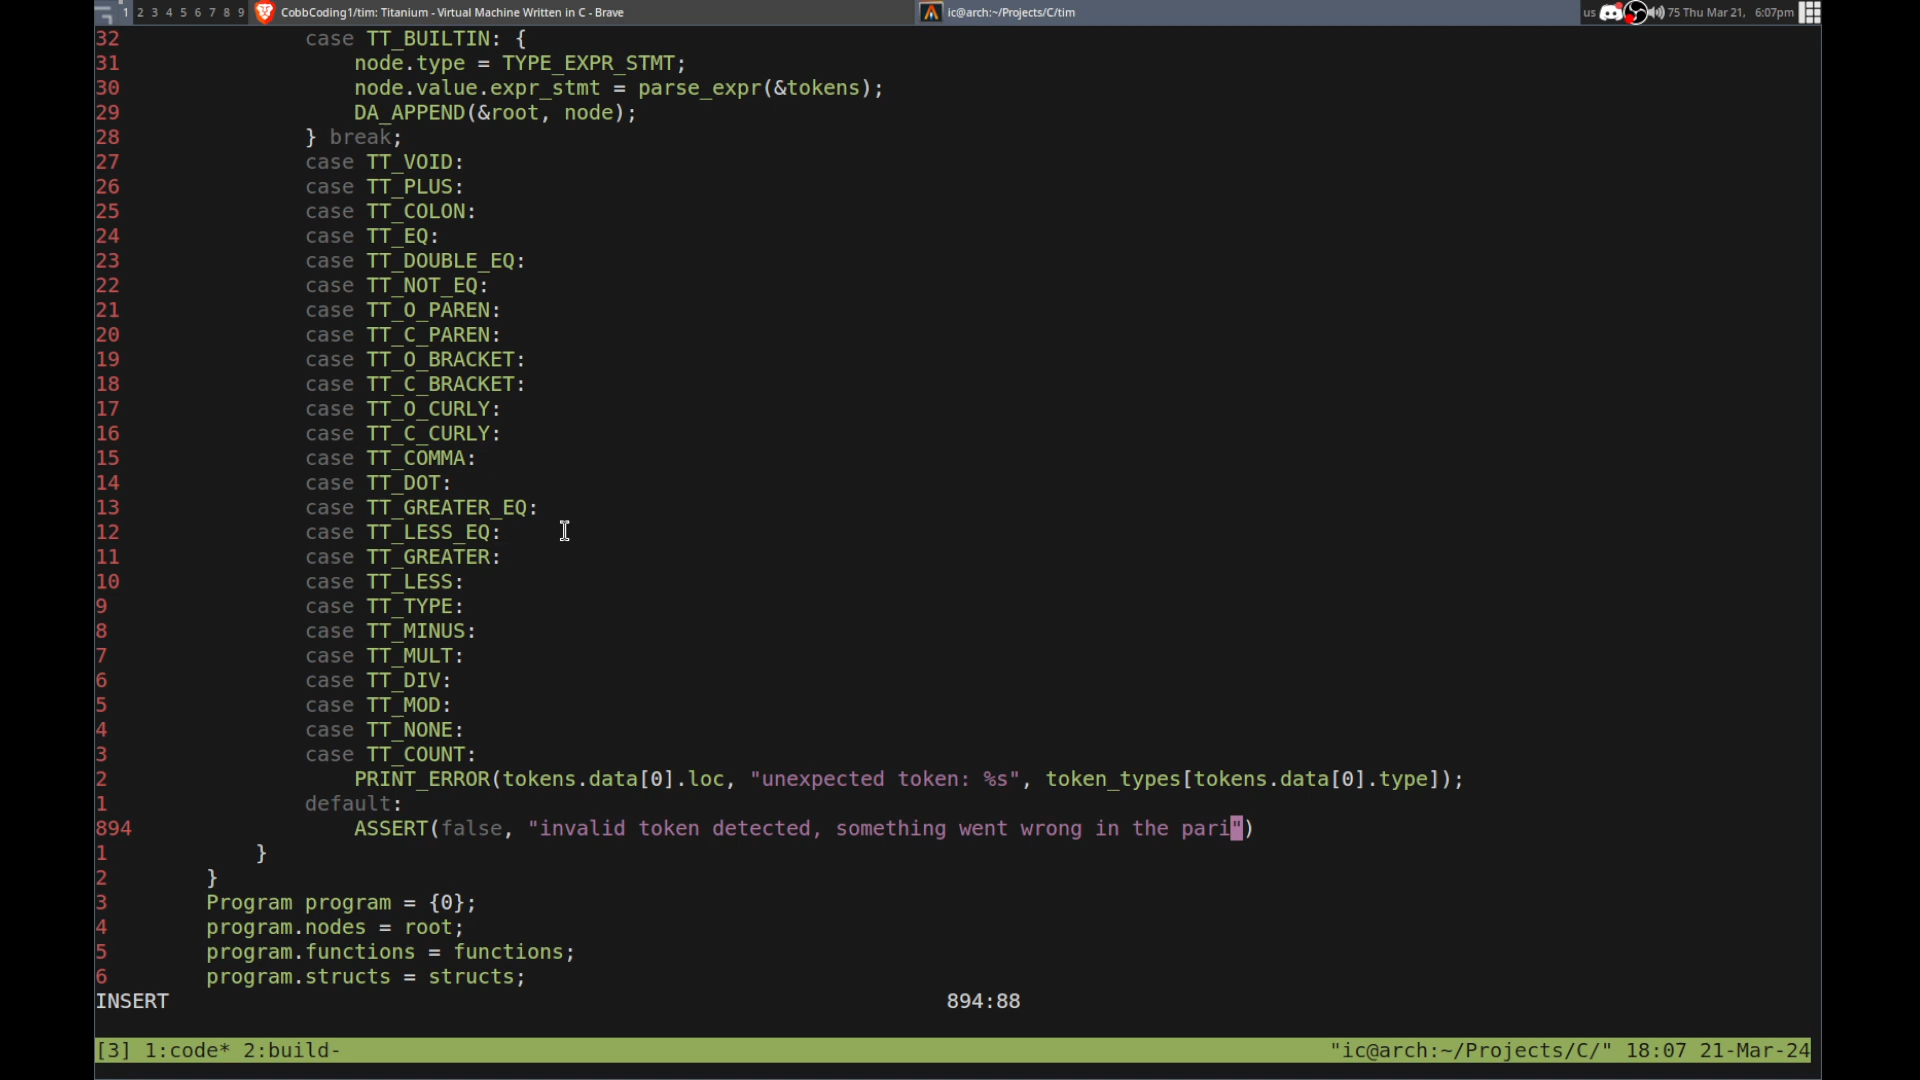 1 2 3 4 5 6 7 8 9 CobbCoding1/tim: Titanium - Virtual Machine Written in C - Brave ic@arch:~/Projects/C/tim us 75 Thu Mar 21, 6:07pm
32 case TT_BUILTIN: {
31 node.type = TYPE_EXPR_STMT;
30 node.value.expr_stmt = parse_expr(&tokens);
29 DA_APPEND(&root, node);
28 } break;
27 case TT_VOID:
26 case TT_PLUS:
25 case TT_COLON:
24 case TT_EQ:
23 case TT_DOUBLE_EQ:
22 case TT_NOT_EQ:
21 case TT_O_PAREN:
20 case TT_C_PAREN:
19 case TT_O_BRACKET:
18 case TT_C_BRACKET:
17 case TT_O_CURLY:
16 case TT_C_CURLY:
15 case TT_COMMA:
14 case TT_DOT:
13 case TT_GREATER_EQ:
12 case TT_LESS_EQ:
11 case TT_GREATER:
10 case TT_LESS:
9 case TT_TYPE:
8 case TT_MINUS:
7 case TT_MULT:
6 case TT_DIV:
5 case TT_MOD:
4 case TT_NONE:
3 case TT_COUNT:
2 PRINT_ERROR(tokens.data[0].loc, "unexpected token: %s", token_types[tokens.data[0].type]);
1 default:
894 ASSERT(false, "invalid token detected, something went wrong in the pari")
1 }
2 }
3 Program program = {0};
4 program.nodes = root;
5 program.functions = functions;
6 program.structs = structs;
INSERT 894:88
[3] 1:code* 2:build- "ic@arch:~/Projects/C/" 18:07 21-Mar-24